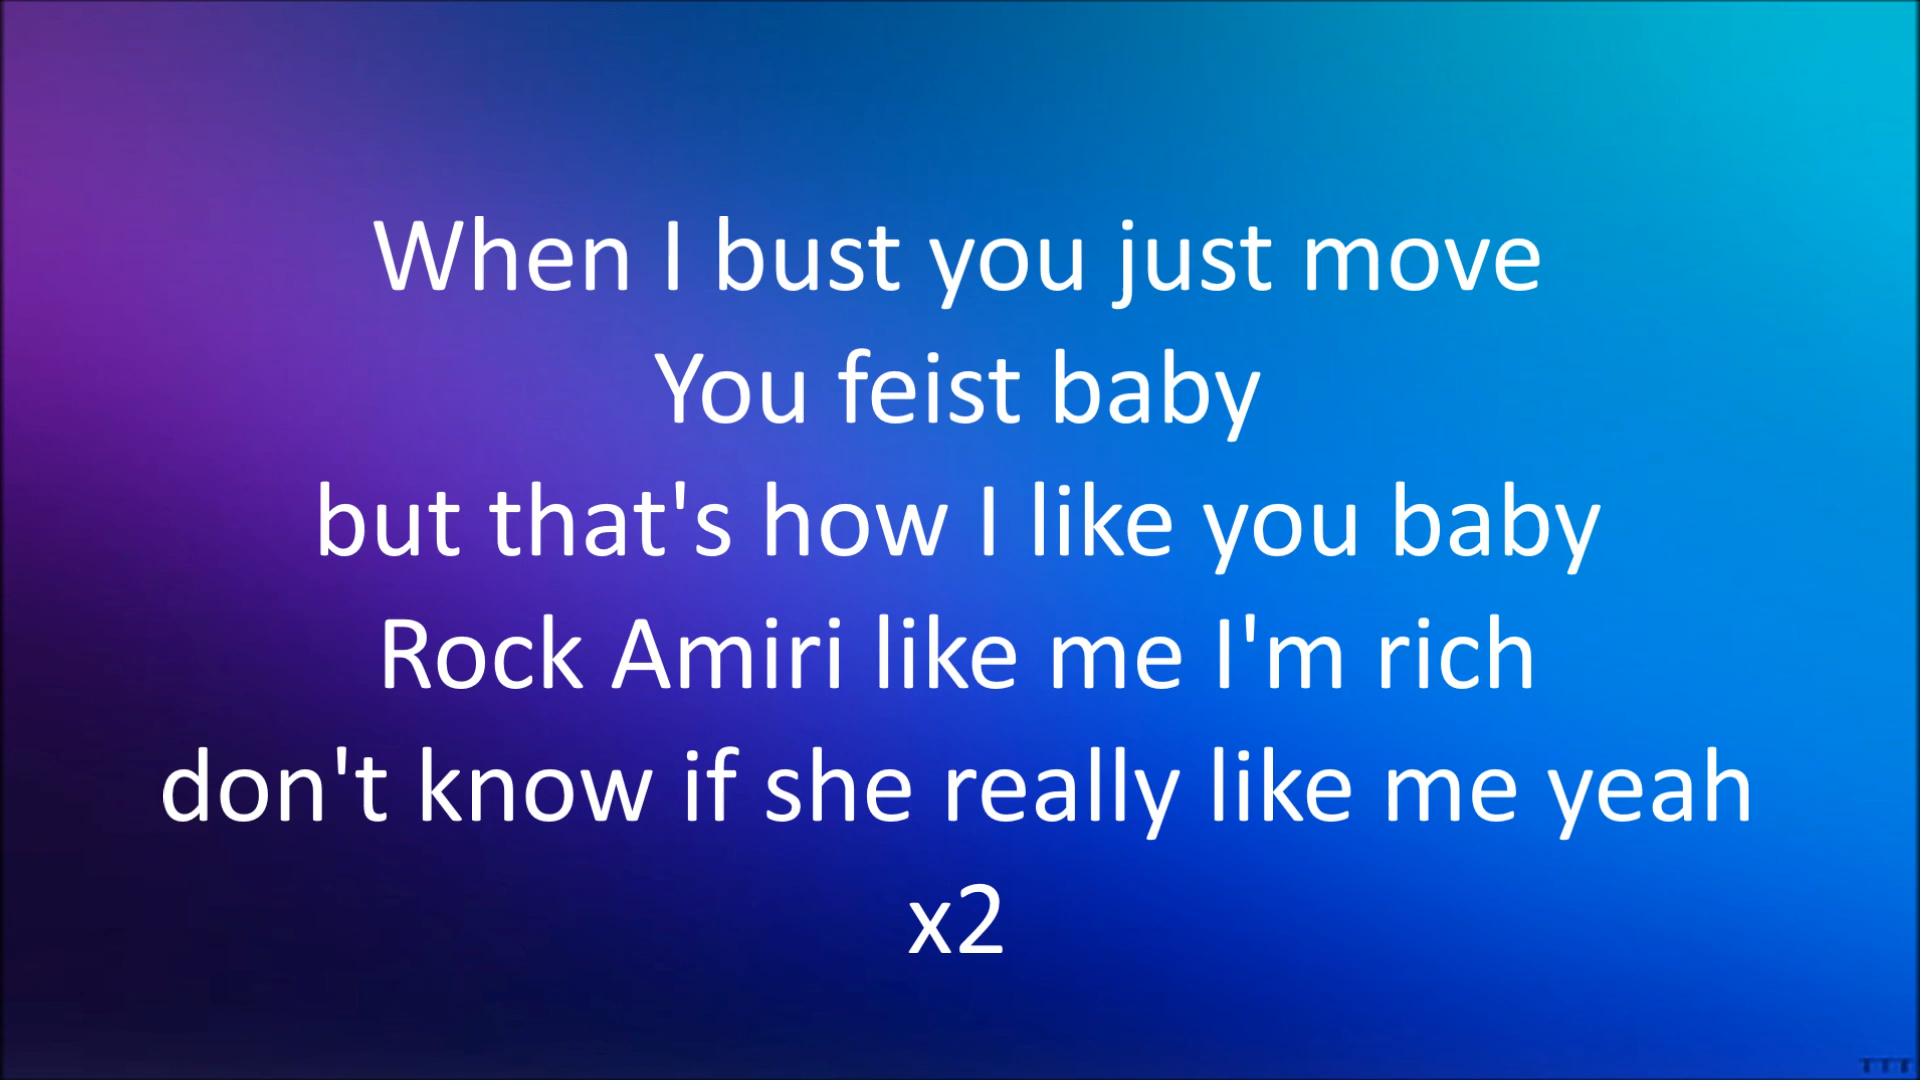 When I bust you just move
You feist baby
but that's how I like you baby
Rock Amiri like me I'm rich
don't know if she really like me yeah
x2
TTT